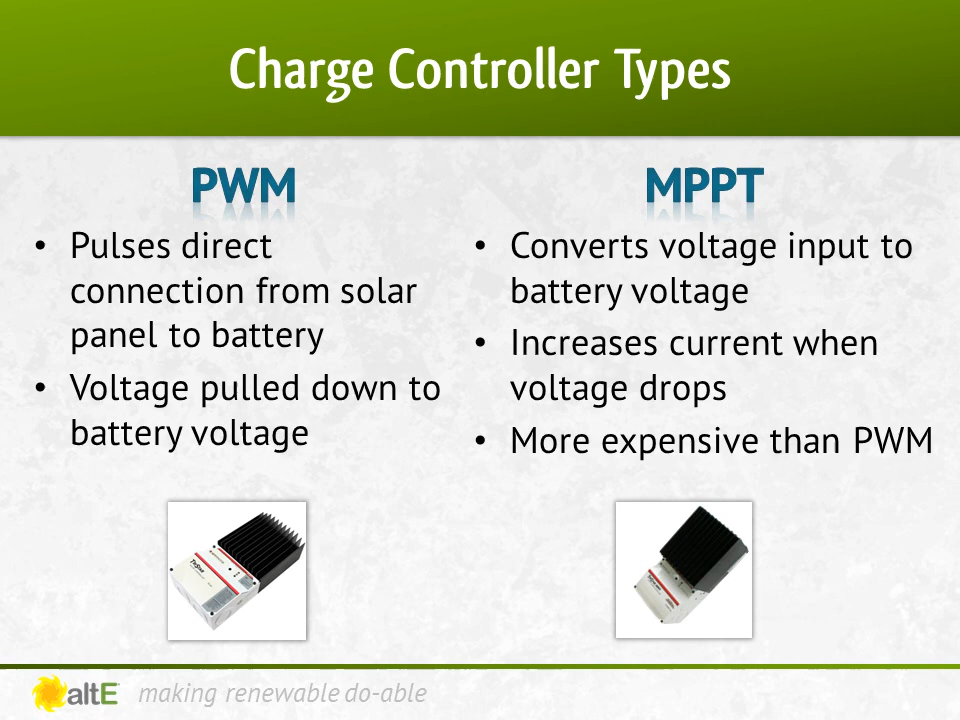 Charge Controller Types
PWM
• Pulses direct
connection from solar
panel to battery
• Voltage pulled down to
battery voltage
MPPT
• Converts voltage input to
battery voltage
• Increases current when
voltage drops
• More expensive than PWM
TriStar
altE making renewable do-able